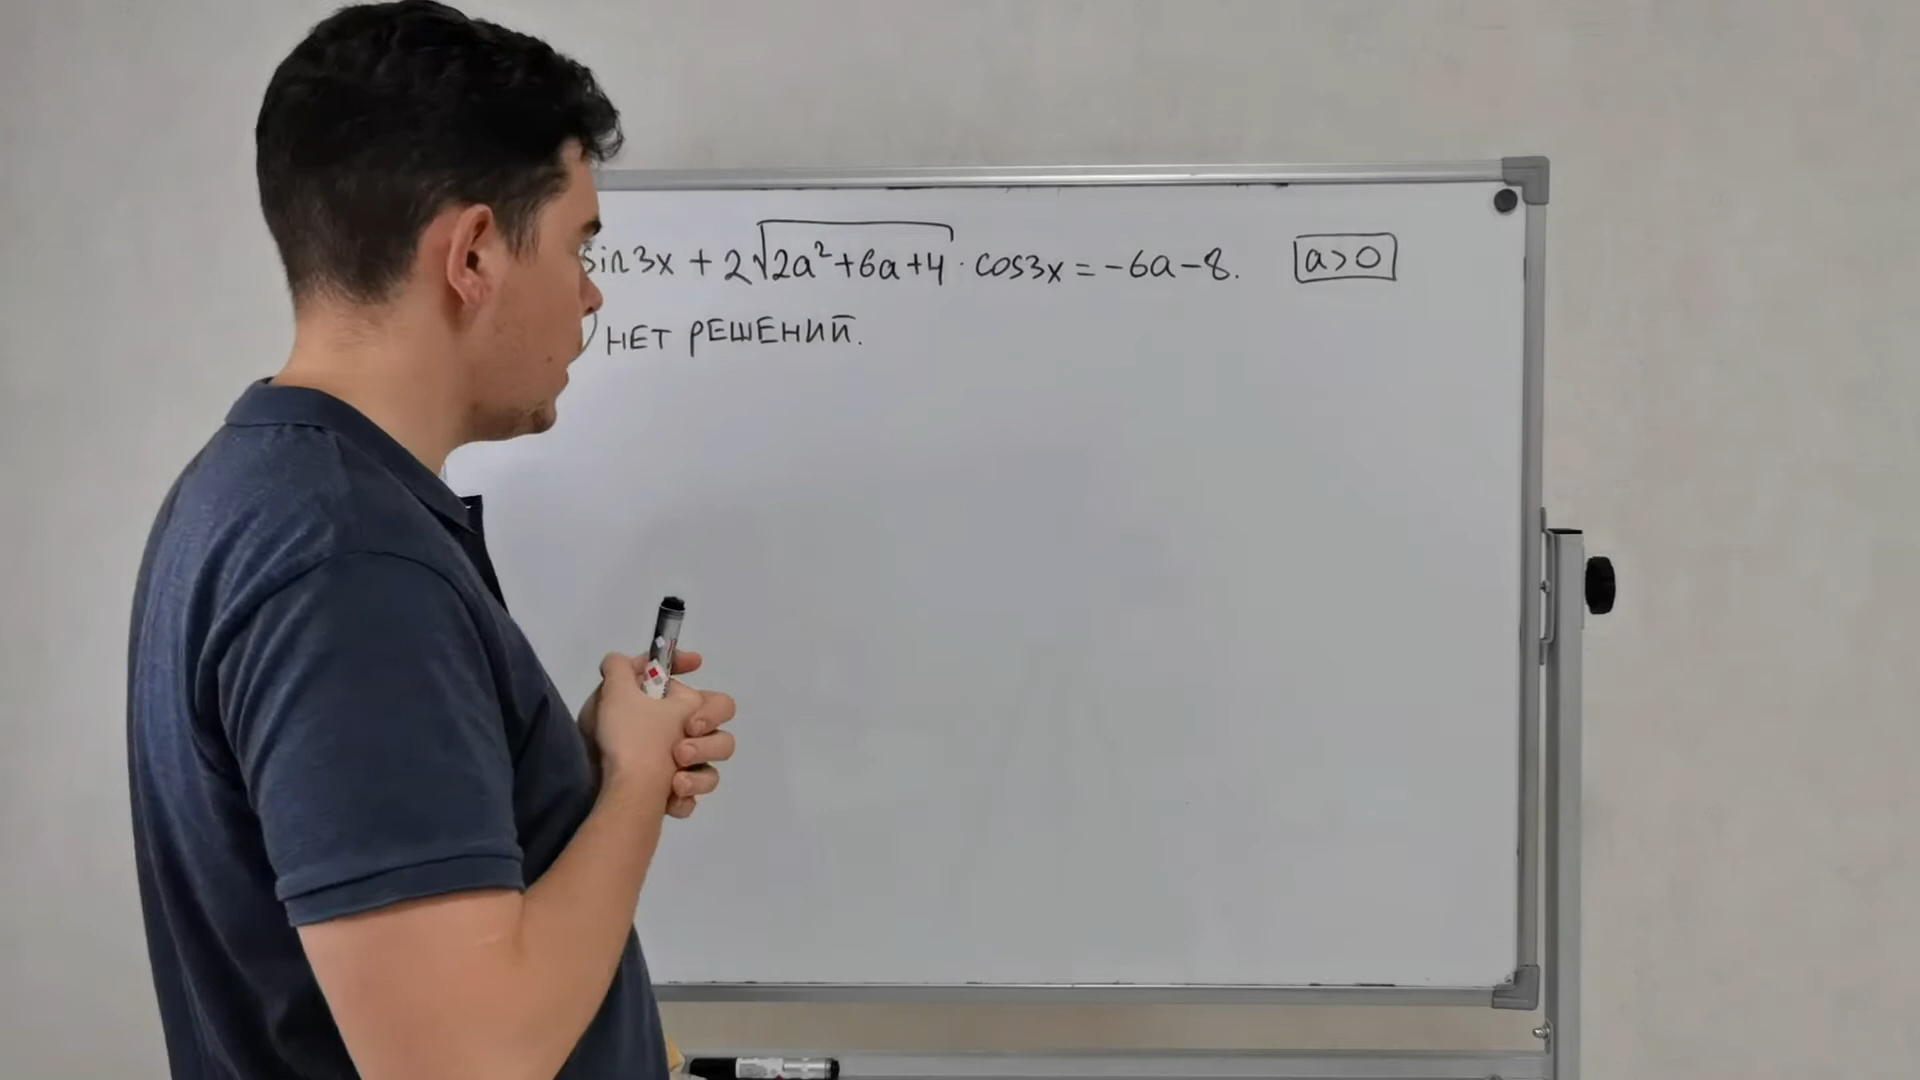 sin3x + 2√(2a²+6a+4) · cos3x = -6a-8. a>0
НЕТ РЕШЕНИЙ.